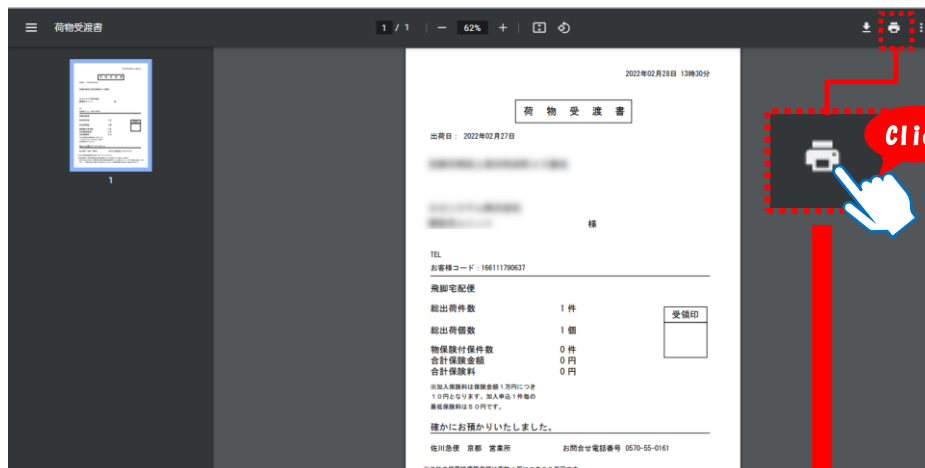 荷物受渡書
1 / 1
62%
1
Clic
2022年02月28日 13時30分
荷 物 受 渡 書
出荷日： 2022年02月27日
様
TEL
お客様コード：166111790637
飛脚宅配便
総出荷件数 1 件
受領印
総出荷個数 1 個
物保険付保件数 0 件
合計保険金額 0 円
合計保険料 0 円
※加入保険料は保険金額１万円につき
１０円となります。加入申込１件毎の
最低保険料は５０円です。
確かにお預かりいたしました。
佐川急便 京都 営業所 お問合せ電話番号 0570-55-0161